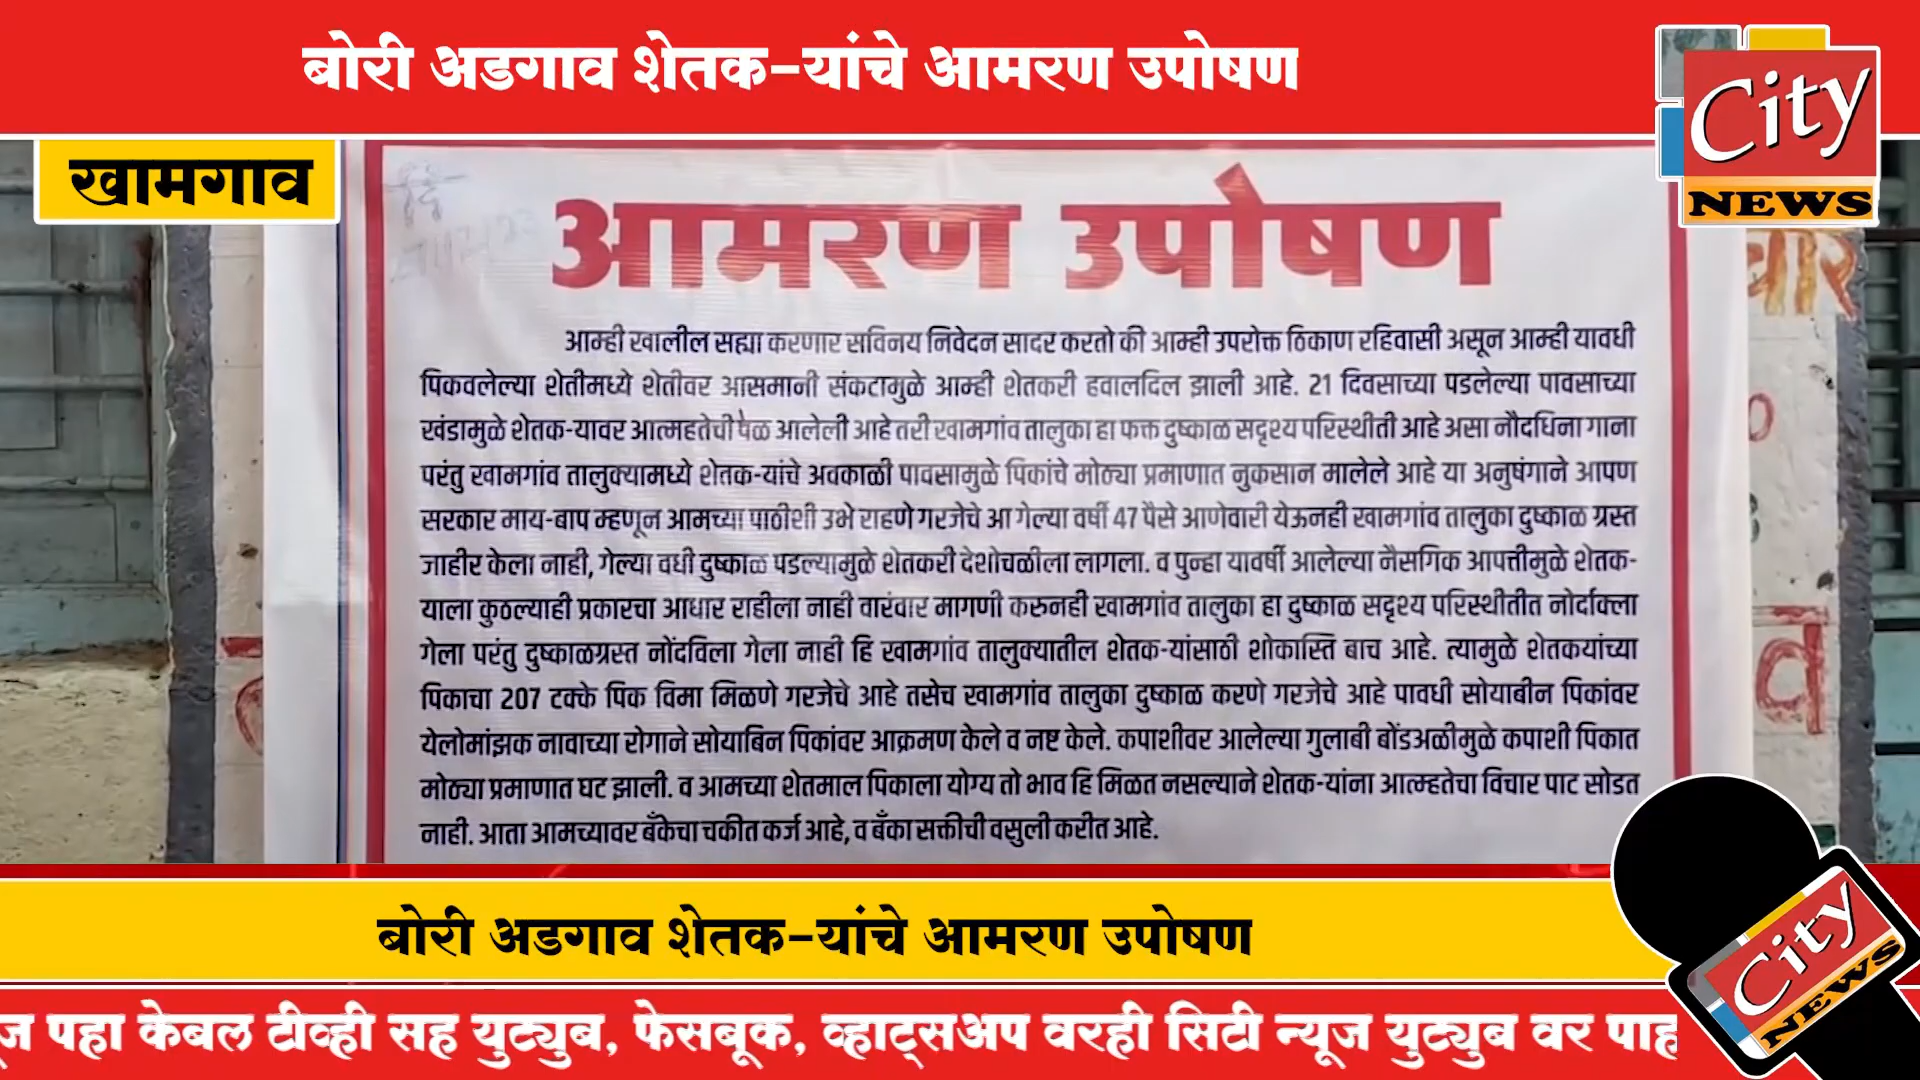 बोरी अडगाव शेतक-यांचे आमरण उपोषण
City
NEWS
खामगाव
आमरण उपोषण
आम्ही खालील सह्या करणार सविनय निवेदन सादर करतो की आम्ही उपरोक्त ठिकाण रहिवासी असून आम्ही यावधी
पिकवलेल्या शेतीमध्ये शेतीवर आसमानी संकटामुळे आम्ही शेतकरी हवालदिल झाली आहे. 21 दिवसाच्या पडलेल्या पावसाच्या
खंडामुळे शेतक-यावर आत्महतेची आलेली आहे तरी खामगांव तालुका हा फक्त दुष्काळ सदृश्य परिस्थीती आहे असा नौदधिना गाना
परंतु खामगांव तालुक्यामध्ये शेतक-यांचे अवकाळी पावसामुळे पिकांचे मोठ्या प्रमाणात नुकसान मालेले आहे या अनुषंगाने आपण
सरकार माय-बाप म्हणून आमच्या पाठीशी उभे राहणे गरजेचे आ गेल्या वर्षी 47 पैसे आणेवारी येऊनही खामगांव तालुका दुष्काळ ग्रस्त
जाहीर केला नाही, गेल्या वधी दुष्काळ पडल्यामुळे शेतकरी देशोचळीला लागला. व पुन्हा यावर्षी आलेल्या नैसगिक आपत्तीमुळे शेतक-
याला कुठल्याही प्रकारचा आधार राहीला नाही वारंवार मागणी करुनही खामगांव तालुका हा दुष्काळ सदृश्य परिस्थीतीत नोर्दाक्ला
गेला परंतु दुष्काळग्रस्त नोंदविला गेला नाही हि खामगांव तालुक्यातील शेतक-यांसाठी शोकास्ति बाच आहे. त्यामुळे शेतकयांच्या
पिकाचा 207 टक्के पिक विमा मिळणे गरजेचे आहे तसेच खामगांव तालुका दुष्काळ करणे गरजेचे आहे पावधी सोयाबीन पिकांवर
येलोमांझक नावाच्या रोगाने सोयाबिन पिकांवर आक्रमण केले व नष्ट केले. कपाशीवर आलेल्या गुलाबी बोंडअळीमुळे कपाशी पिकात
मोठ्या प्रमाणात घट झाली. व आमच्या शेतमाल पिकाला योग्य तो भाव हि मिळत नसल्याने शेतक-यांना आत्म्हतेचा विचार पाट सोडत
नाही. आता आमच्यावर बँकेचा चकीत कर्ज आहे, व बँका सक्तीची वसुली करीत आहे.
बोरी अडगाव शेतक-यांचे आमरण उपोषण
City
NEWS
पहा केबल टीव्ही सह युट्युब, फेसबूक, व्हाट्सअप वरही सिटी न्यूज युट्युब वर पाह